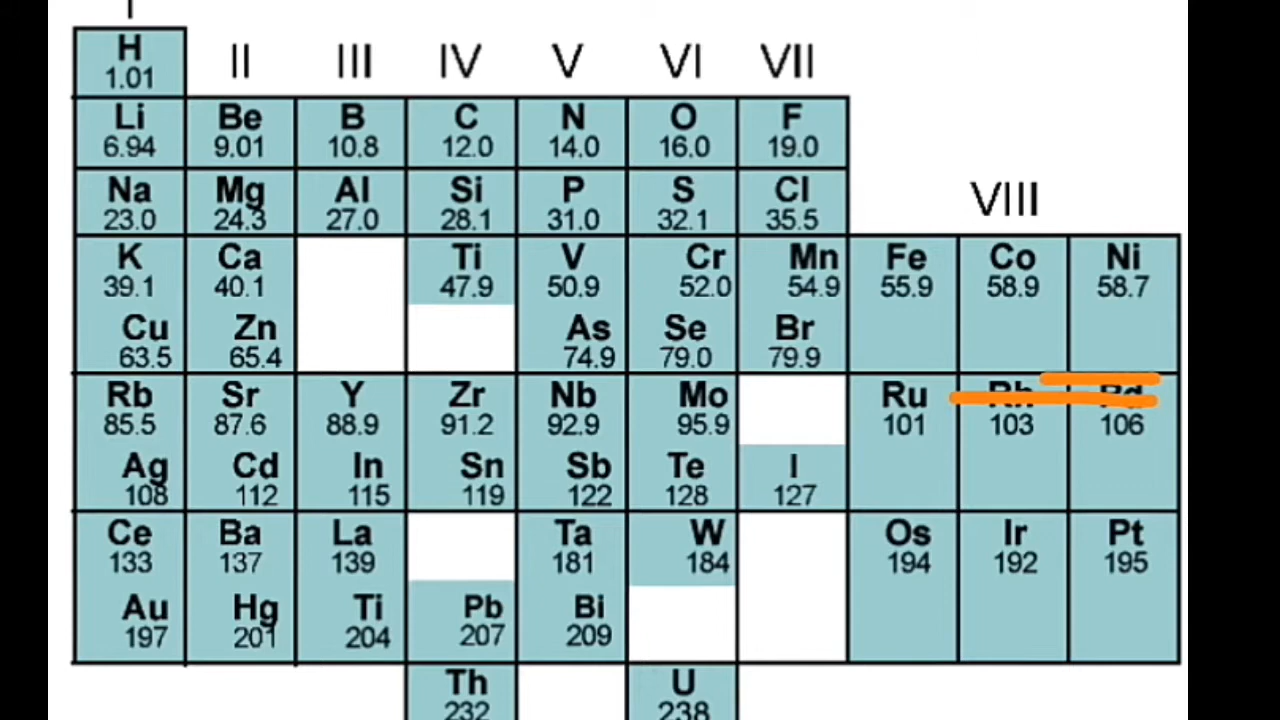 I
H
1.01
II III IV V VI VII
Li Be B C N O F
6.94 9.01 10.8 12.0 14.0 16.0 19.0
Na Mg Al Si P S Cl
23.0 24.3 27.0 28.1 31.0 32.1 35.5
VIII
K Ca Ti V Cr Mn Fe Co Ni
39.1 40.1 47.9 50.9 52.0 54.9 55.9 58.9 58.7
Cu Zn As Se Br
63.5 65.4 74.9 79.0 79.9
Rb Sr Y Zr Nb Mo Ru Rh Pd
85.5 87.6 88.9 91.2 92.9 95.9 101 103 106
Ag Cd In Sn Sb Te I
108 112 115 119 122 128 127
Ce Ba La Ta W Os Ir Pt
133 137 139 181 184 194 192 195
Au Hg Ti Pb Bi
197 201 204 207 209
Th U
232 238